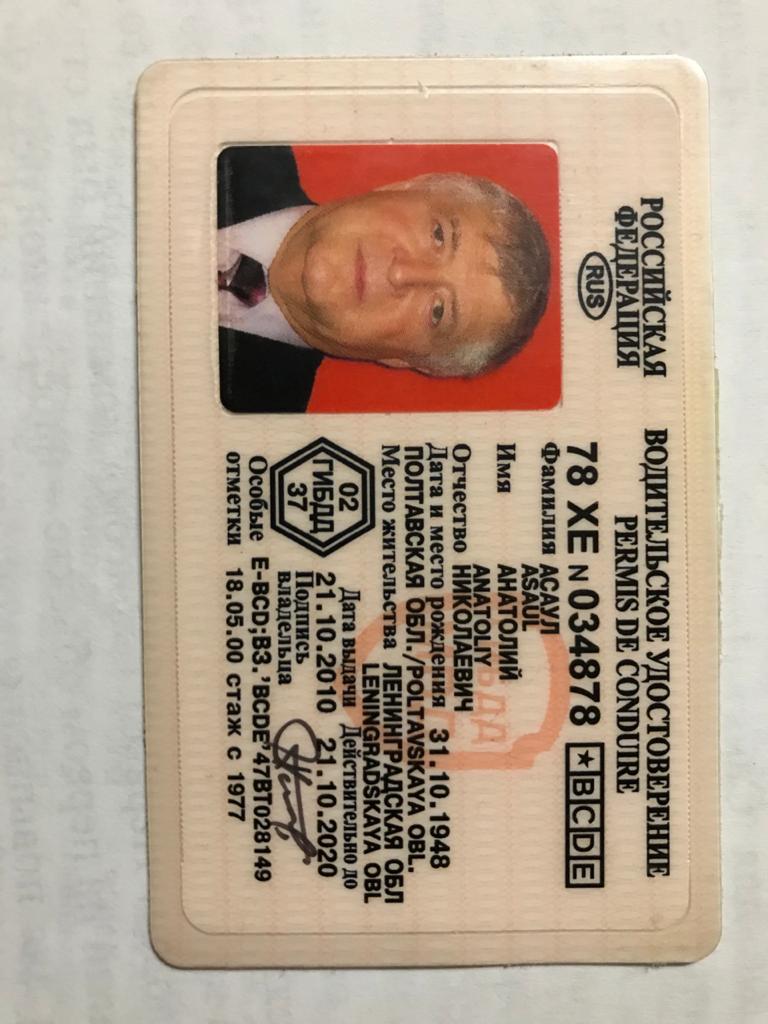 РОССИЙСКАЯ
ФЕДЕРАЦИЯ
RUS
ВОДИТЕЛЬСКОЕ УДОСТОВЕРЕНИЕ
PERMIS DE CONDUIRE
78 ХЕ N 034878 *BCDE
Фамилия АСАУЛ
ASAUL
Имя АНАТОЛИЙ
ANATOLIY
Отчество НИКОЛАЕВИЧ
Дата и место рождения 31.10.1948
ПОЛТАВСКАЯ ОБЛ./POLTAVSKAYA OBL.
Место жительства ЛЕНИНГРАДСКАЯ ОБЛ
LENINGRADSKAYA OBL
Дата выдачи Действительно до
21.10.2010 21.10.2020
02
ГИБДД
37
Подпись
владельца
Особые
отметки
E-BCD;B3.'BCDE'47BT028149
18.05.00 стаж с 1977